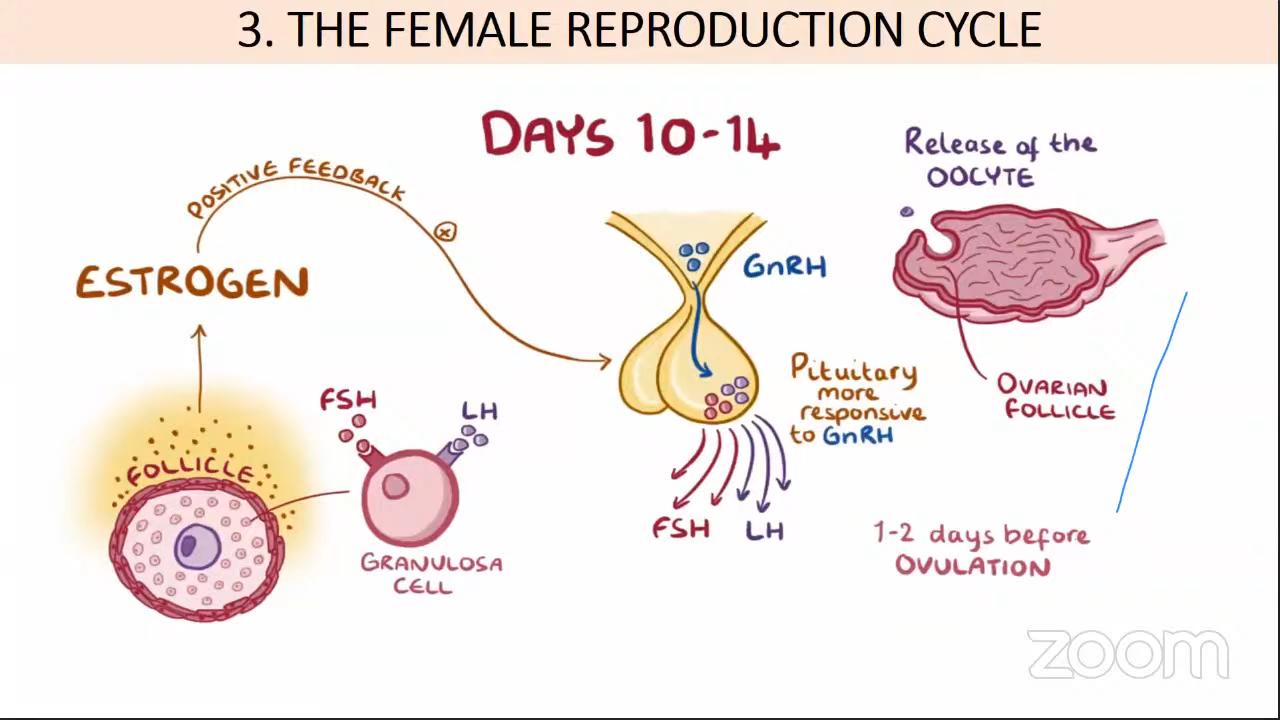 3. THE FEMALE REPRODUCTION CYCLE
DAYS 10-14
POSITIVE FEEDBACK
ESTROGEN
FOLLICLE
FSH
LH
GRANULOSA
CELL
GnRH
Pituitary
more
responsive
to GnRH
FSH LH
Release of the
OOCYTE
OVARIAN
FOLLICLE
1-2 days before
OVULATION
zoom